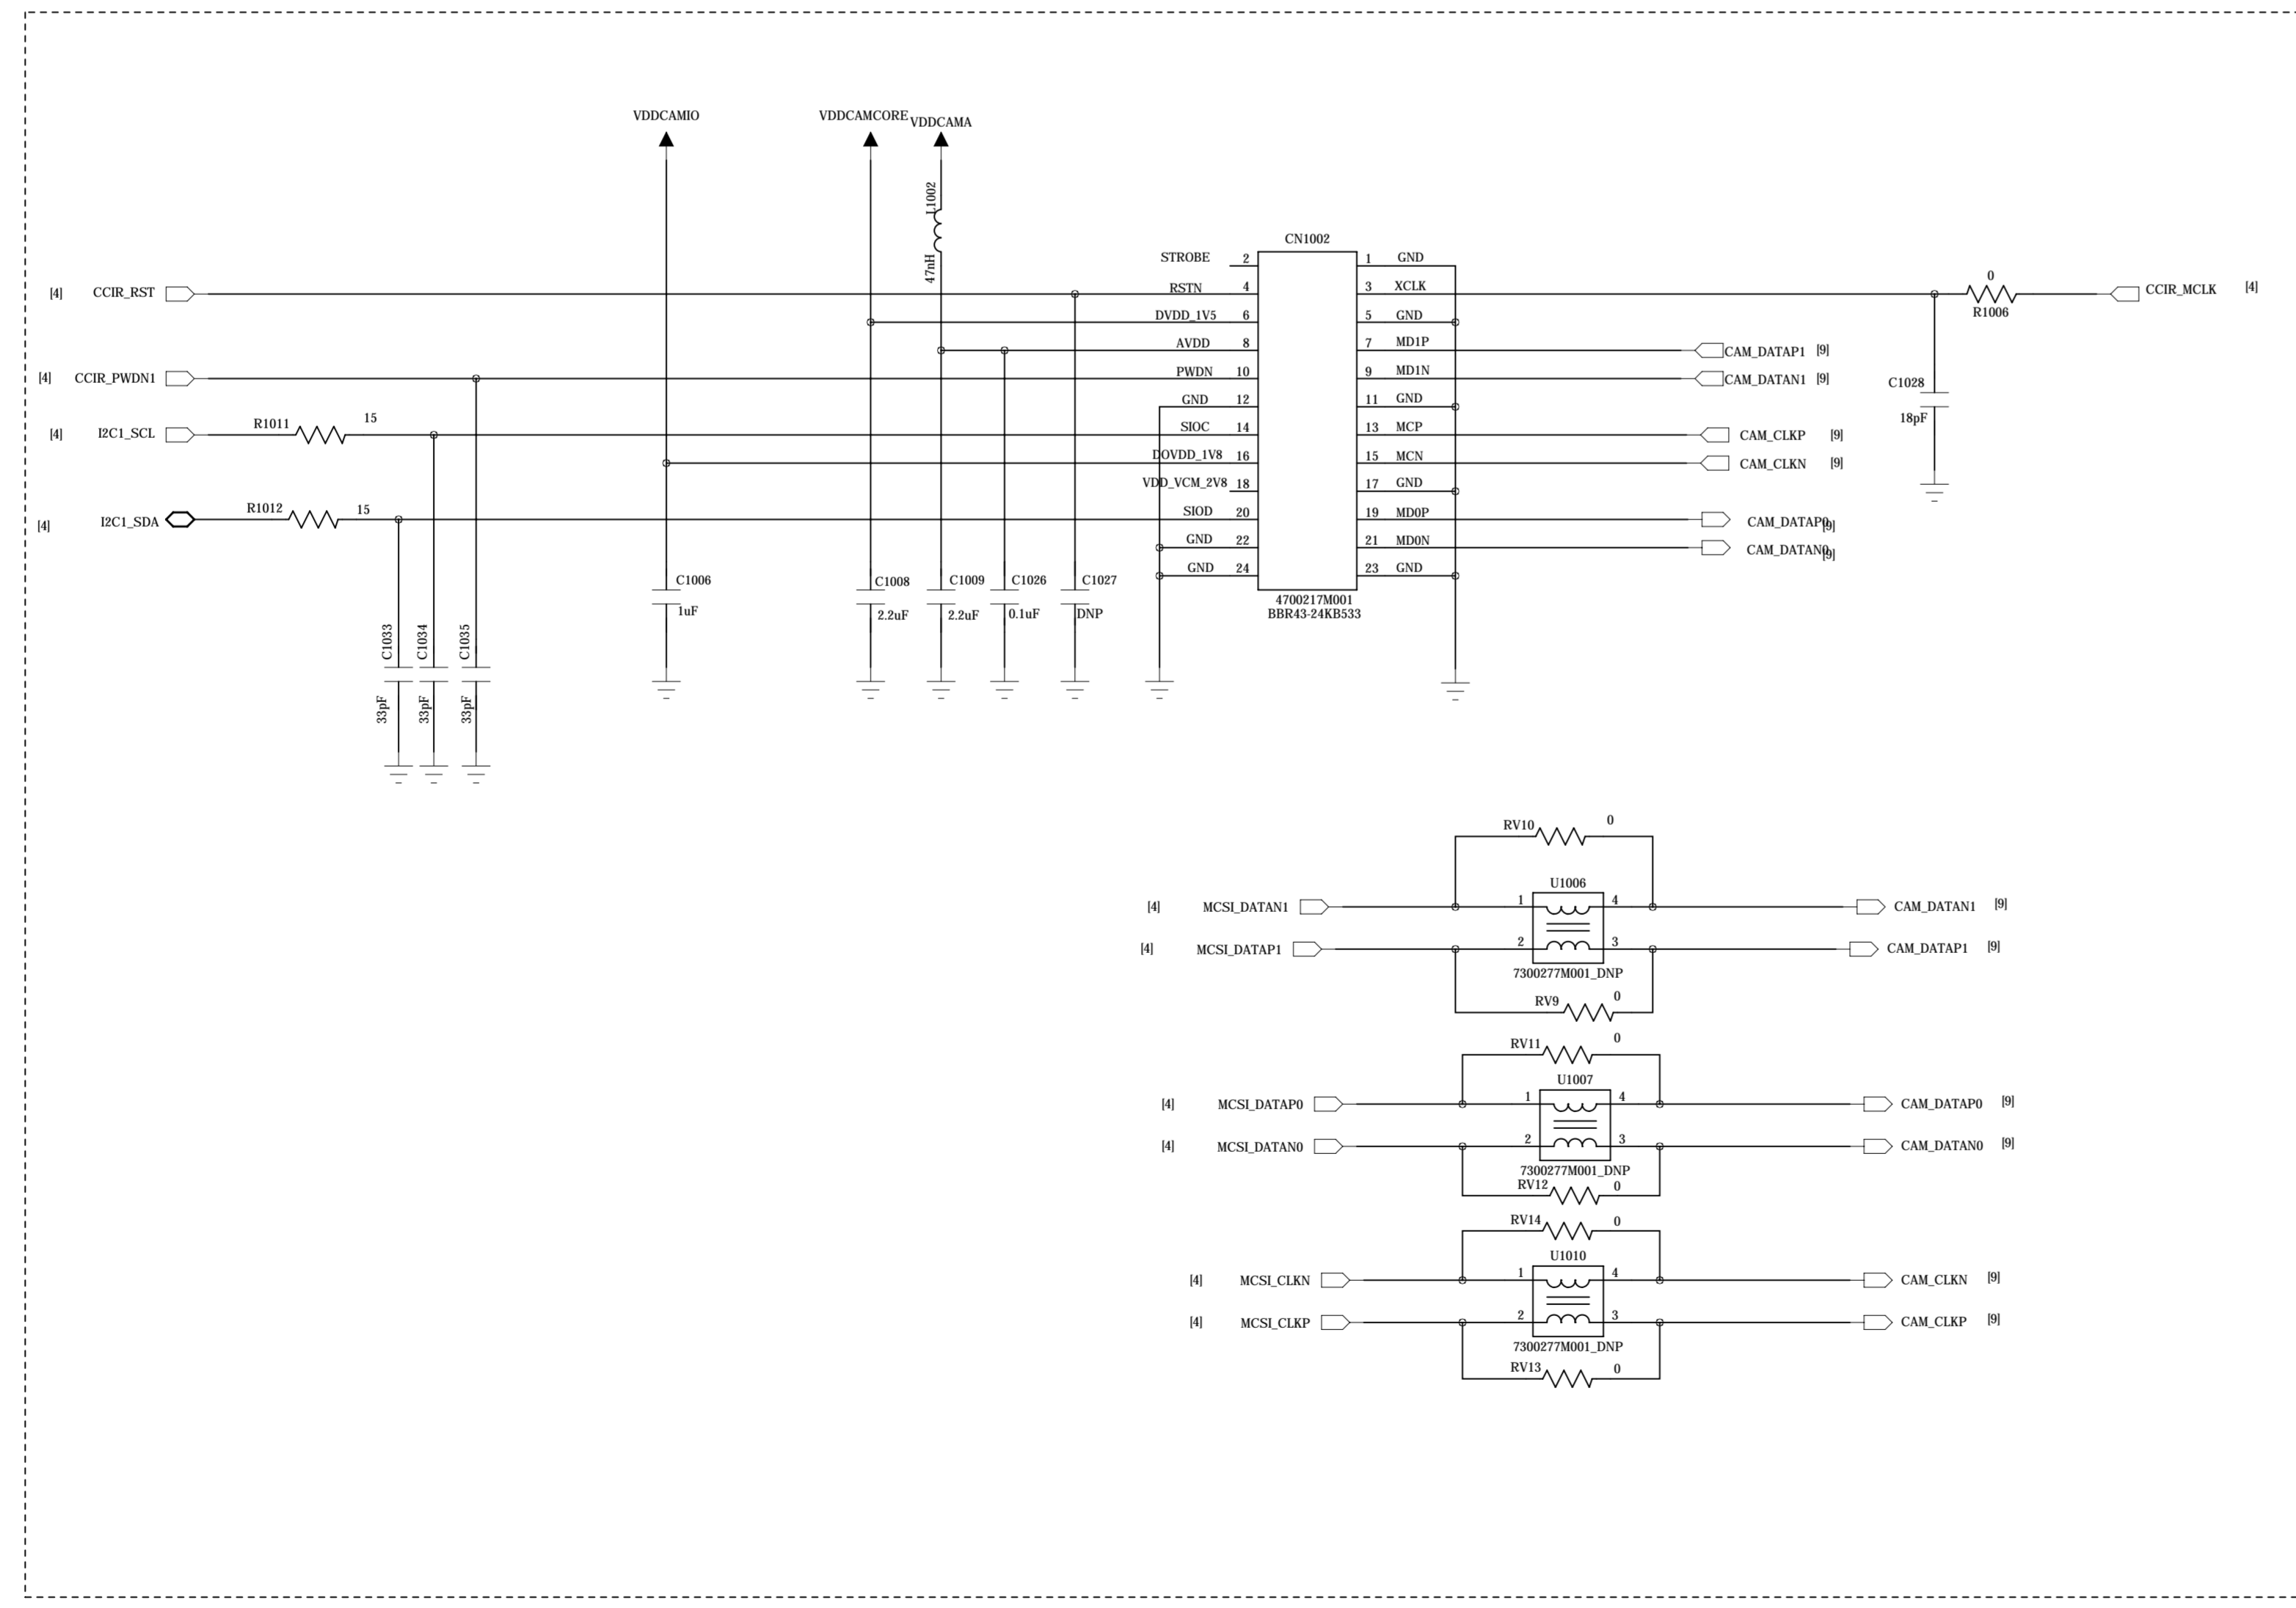 VDDCAMIO
VDDCAMCORE
VDDCAMA
L1002
47nH
CN1002
STROBE 2 1 GND
[4] CCIR_RST RSTN 4 3 XCLK 0 R1006 CCIR_MCLK [4]
DVDD_1V5 6 5 GND
AVDD 8 7 MD1P CAM_DATAP1 [9]
[4] CCIR_PWDN1 PWDN 10 9 MD1N CAM_DATAN1 [9]
C1028
18pF
GND 12 11 GND
[4] I2C1_SCL R1011 15 SIOC 14 13 MCP CAM_CLKP [9]
DOVDD_1V8 16 15 MCN CAM_CLKN [9]
VDD_VCM_2V8 18 17 GND
[4] I2C1_SDA R1012 15 SIOD 20 19 MD0P CAM_DATAP0 [9]
GND 22 21 MD0N CAM_DATAN0 [9]
GND 24 23 GND
C1006 C1008 C1009 C1026 C1027
1uF 2.2uF 2.2uF 0.1uF DNP
4700217M001
BBR43-24KB533
C1033 C1034 C1035
33pF 33pF 33pF
RV10 0
U1006
[4] MCSI_DATAN1 1 4 CAM_DATAN1 [9]
[4] MCSI_DATAP1 2 3 CAM_DATAP1 [9]
7300277M001_DNP
RV9 0
RV11 0
U1007
[4] MCSI_DATAP0 1 4 CAM_DATAP0 [9]
[4] MCSI_DATAN0 2 3 CAM_DATAN0 [9]
7300277M001_DNP
RV12 0
RV14 0
U1010
[4] MCSI_CLKN 1 4 CAM_CLKN [9]
[4] MCSI_CLKP 2 3 CAM_CLKP [9]
7300277M001_DNP
RV13 0